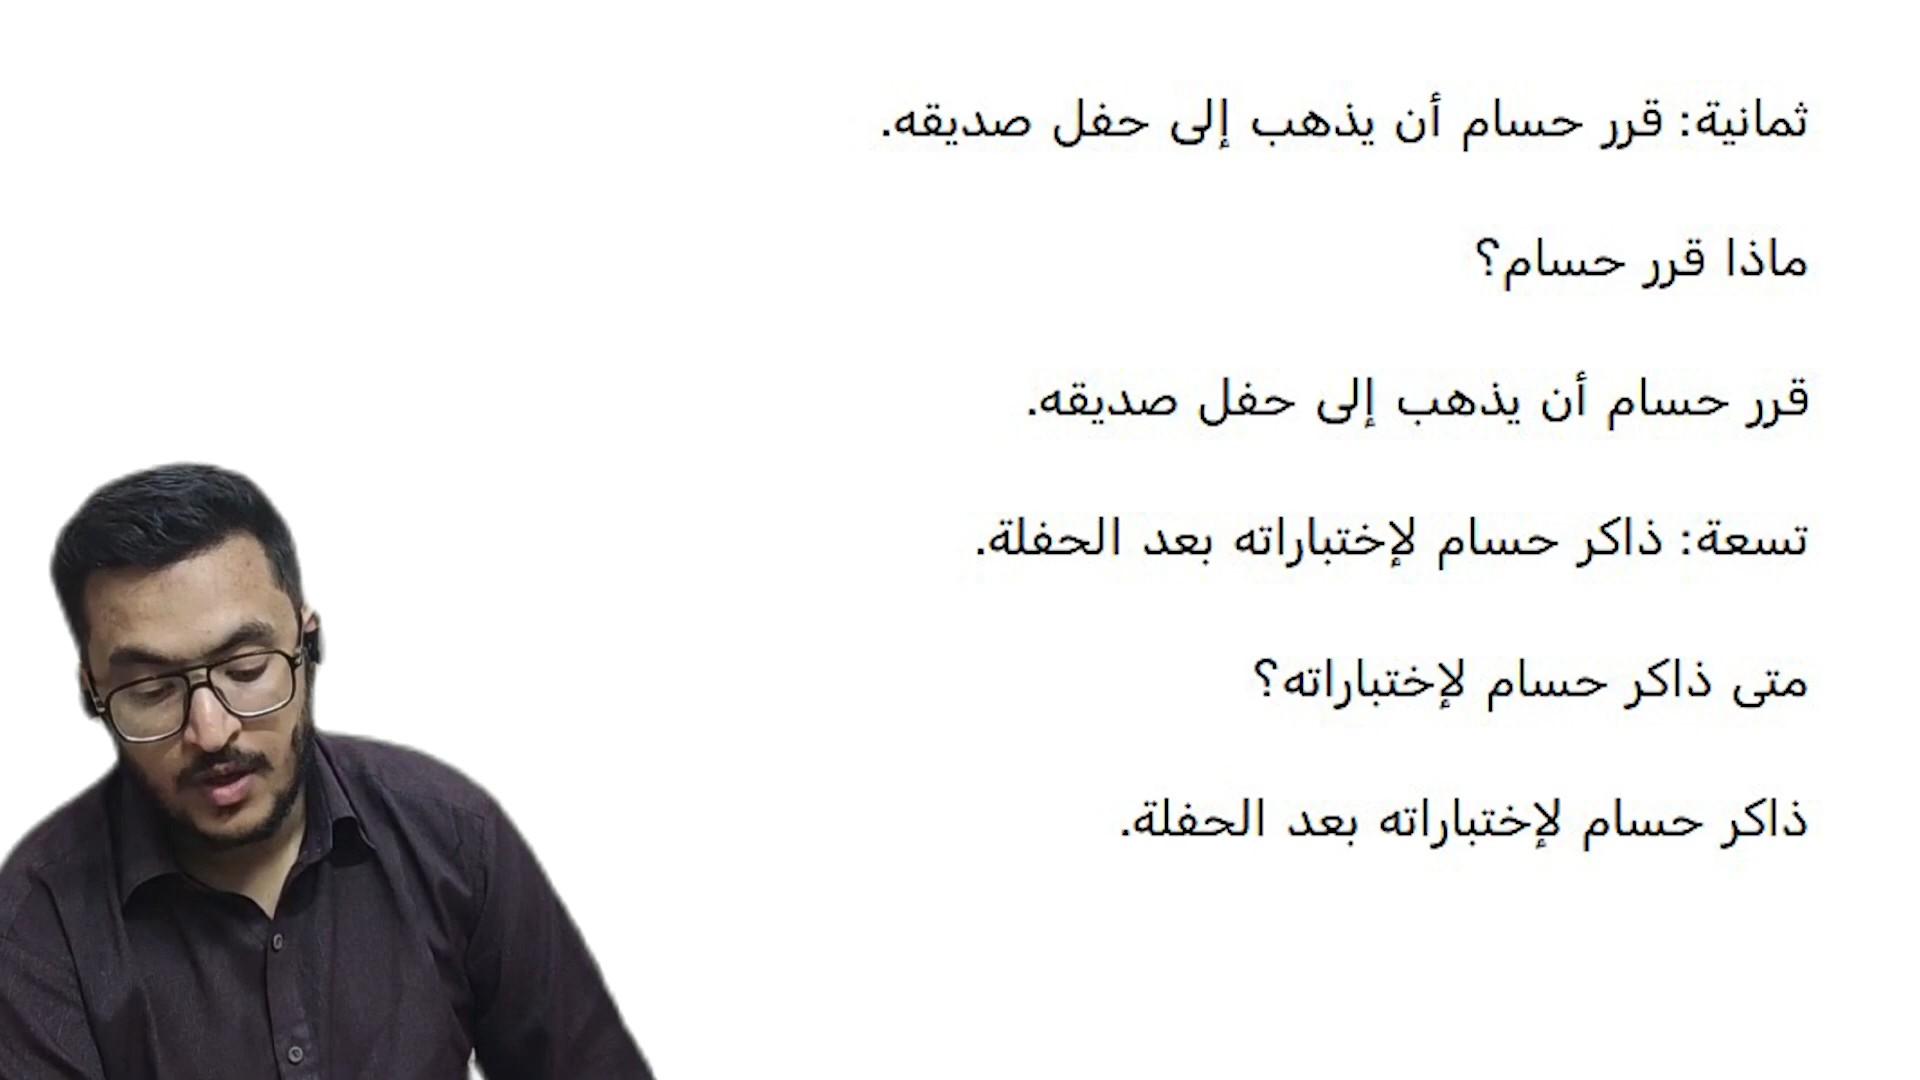 ثمانية: قرر حسام أن يذهب إلى حفل صديقه.
ماذا قرر حسام؟
قرر حسام أن يذهب إلى حفل صديقه.
تسعة: ذاكر حسام لإختباراته بعد الحفلة.
متى ذاكر حسام لإختباراته؟
ذاكر حسام لإختباراته بعد الحفلة.